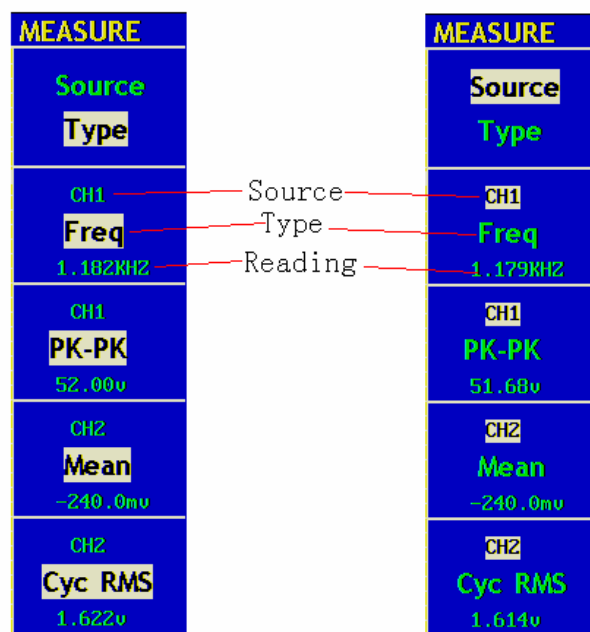 MEASURE
Source
Type
CH1
Freq
1.182KHZ
CH1
PK-PK
52.00v
CH2
Mean
-240.0mv
CH2
Cyc RMS
1.622v
Source
Type
Reading
MEASURE
Source
Type
CH1
Freq
1.179KHZ
CH1
PK-PK
51.68v
CH2
Mean
-240.0mv
CH2
Cyc RMS
1.614v